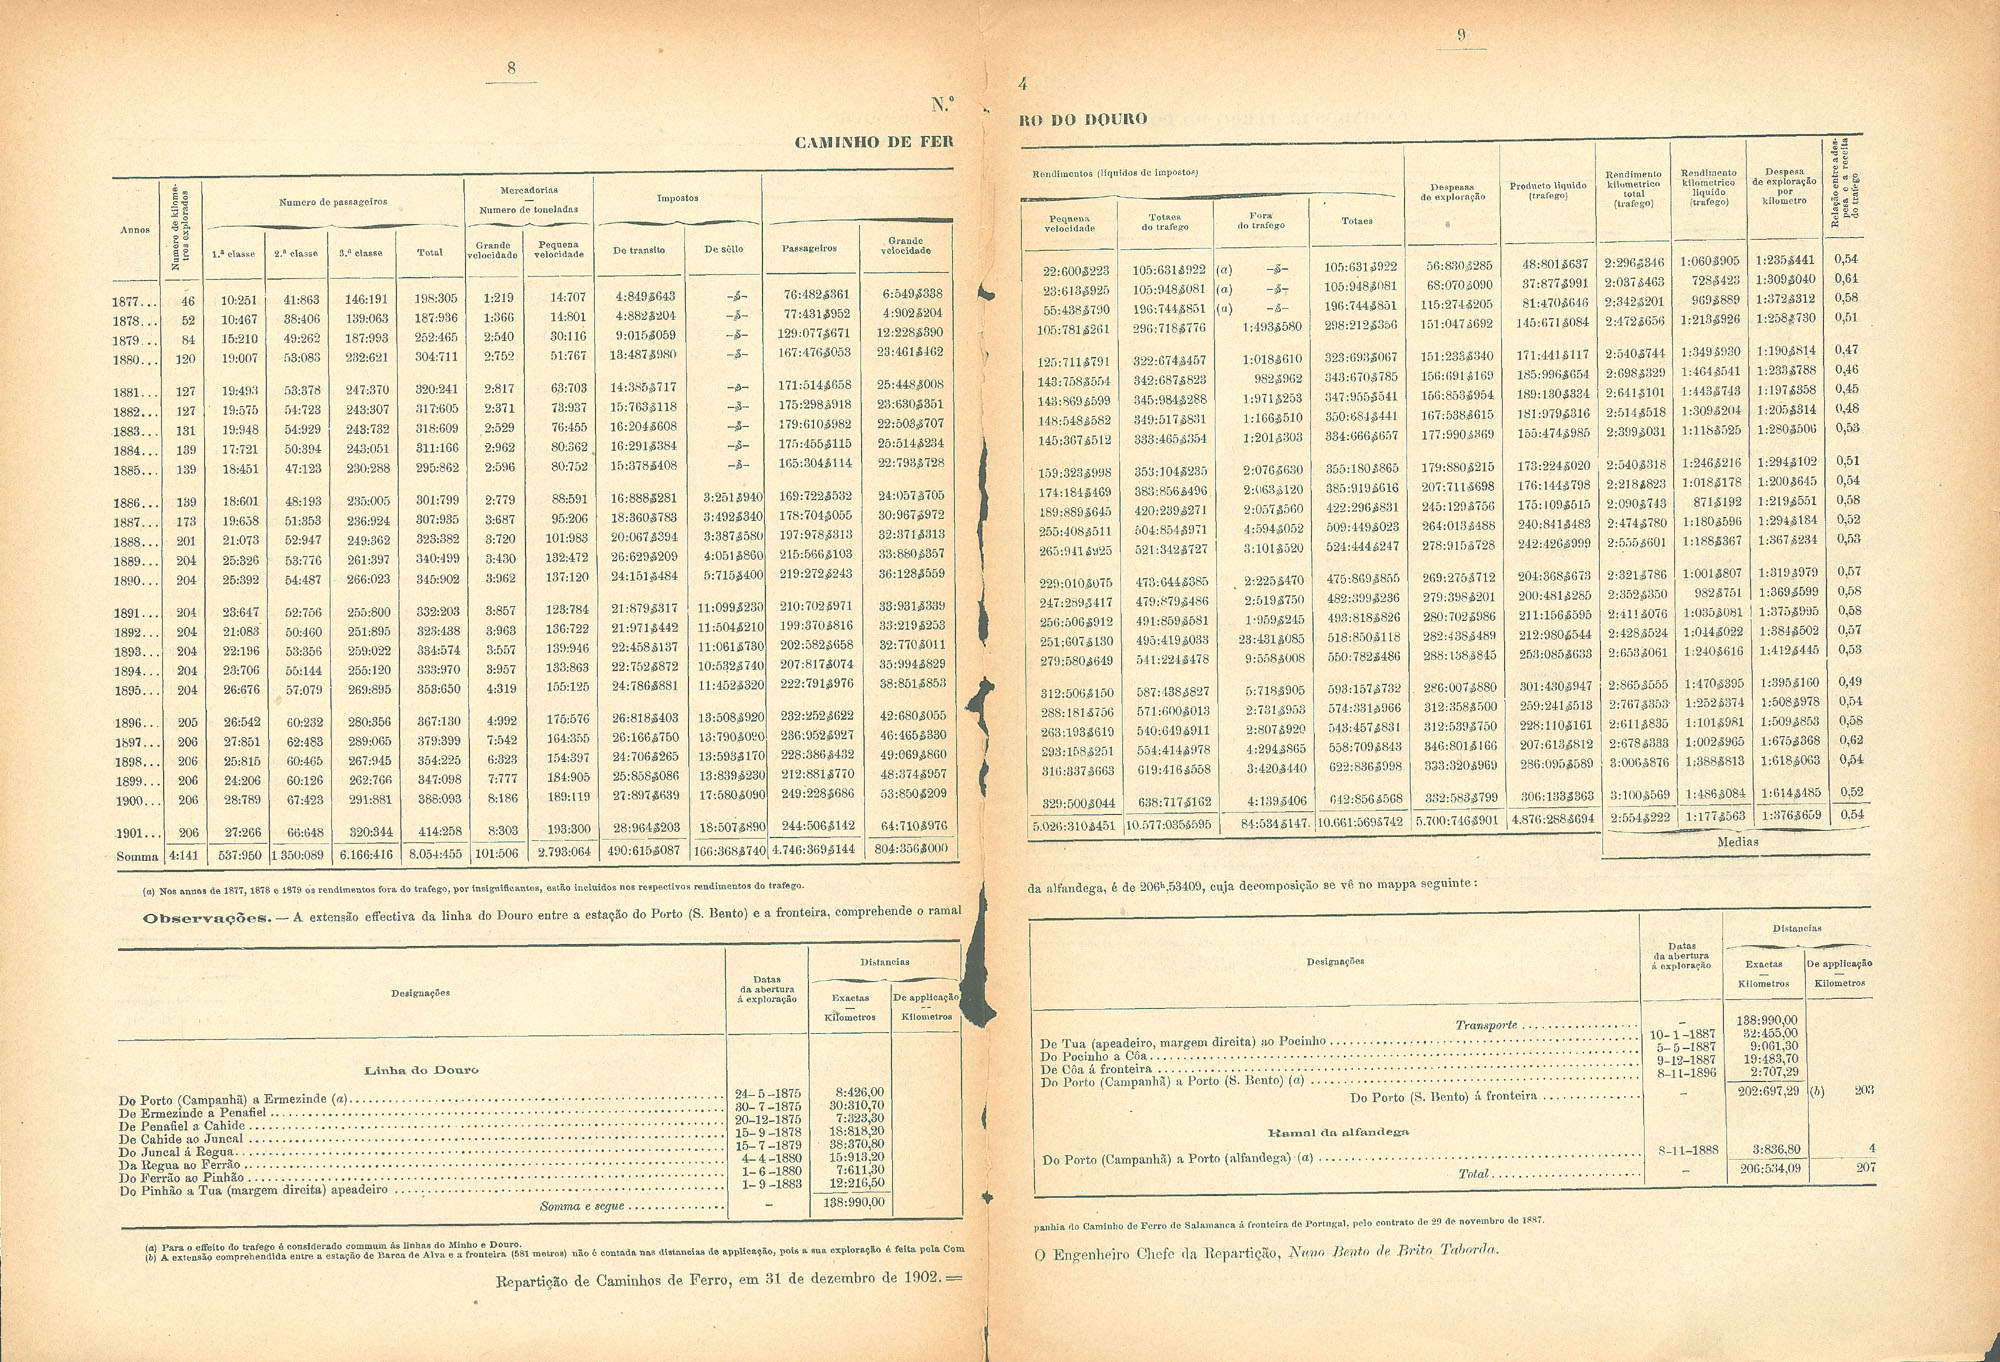 8
N.º
CAMINHO DE FER
Annos
Numero de kilometros explorados
Numero de passageiros
Mercadorias
—
Numero de toneladas
Impostos
1.ª classe 2.ª classe 3.ª classe Total Grande velocidade Pequena velocidade De transito De sêllo Passageiros Grande velocidade
1877... 46 10:251 41:863 146:191 198:305 1:219 14:707 4:849$643 -$- 76:482$361 6:549$338
1878... 52 10:467 38:406 139:063 187:936 1:366 14:801 4:882$204 -$- 77:431$952 4:902$204
1879... 84 15:210 49:262 187:993 252:465 2:540 30:116 9:015$059 -$- 129:077$671 12:228$390
1880... 120 19:007 53:083 232:621 304:711 2:752 51:767 13:487$980 -$- 167:476$053 23:461$462
1881... 127 19:493 53:378 247:370 320:241 2:817 63:703 14:385$717 -$- 171:514$658 25:448$008
1882... 127 19:575 54:723 243:307 317:605 2:371 73:937 15:763$118 -$- 175:298$918 23:630$351
1883... 131 19:948 54:929 243:732 318:609 2:529 76:455 16:204$608 -$- 179:610$982 22:503$707
1884... 139 17:721 50:394 243:051 311:166 2:962 80:362 16:291$384 -$- 175:455$115 25:514$234
1885... 139 18:451 47:123 230:288 295:862 2:596 80:752 15:378$408 -$- 165:304$114 22:793$728
1886... 139 18:601 48:193 235:005 301:799 2:779 88:591 16:888$281 3:251$940 169:722$532 24:057$705
1887... 173 19:658 51:353 236:924 307:935 3:687 95:206 18:360$783 3:492$340 178:704$055 30:967$972
1888... 201 21:073 52:947 249:362 323:382 3:720 101:983 20:067$394 3:387$580 197:978$313 32:371$313
1889... 204 25:326 53:776 261:397 340:499 3:430 132:472 26:629$209 4:051$860 215:566$103 33:880$357
1890... 204 25:392 54:487 266:023 345:902 3:962 137:120 24:151$484 5:715$400 219:272$243 36:128$559
1891... 204 23:647 52:756 255:800 332:203 3:857 123:784 21:879$317 11:099$230 210:702$971 33:931$339
1892... 204 21:083 50:460 251:895 323:438 3:963 136:722 21:971$442 11:504$210 199:370$816 33:219$253
1893... 204 22:196 53:356 259:022 334:574 3:557 139:946 22:458$137 11:061$730 202:582$658 32:770$011
1894... 204 23:706 55:144 255:120 333:970 3:957 133:863 22:752$872 10:532$740 207:817$074 35:994$829
1895... 204 26:676 57:079 269:895 353:650 4:319 155:125 24:786$881 11:452$320 222:791$976 38:851$853
1896... 205 26:542 60:232 280:356 367:130 4:992 175:576 26:818$403 13:508$920 232:252$622 42:680$055
1897... 206 27:851 62:483 289:065 379:399 7:542 164:355 26:166$750 13:790$090 236:952$927 46:465$330
1898... 206 25:815 60:465 267:945 354:225 6:323 154:397 24:706$265 13:593$170 228:386$432 49:069$860
1899... 206 24:206 60:126 262:766 347:098 7:777 184:905 25:858$086 13:839$230 212:881$770 48:374$957
1900... 206 28:789 67:423 291:881 388:093 8:186 189:119 27:897$639 17:580$090 249:228$686 53:850$209
1901... 206 27:266 66:648 320:344 414:258 8:303 193:300 28:964$203 18:507$890 244:506$142 64:710$976
Somma 4:141 537:950 1 350:089 6.166:416 8.054:455 101:506 2.793:064 490:615$087 166:368$740 4.746:369$144 804:356$000
(a) Nos annos de 1877, 1878 e 1879 os rendimentos fora do trafego, por insignificantes, estão incluidos nos respectivos rendimentos do trafego.
Observações. — A extensão effectiva da linha do Douro entre a estação do Porto (S. Bento) e a fronteira, comprehende o ramal
Designações
Datas da abertura á exploração
Distancias
Exactas — Kilometros
De applicação — Kilometros
Linha do Douro
Do Porto (Campanhã) a Ermezinde (a) 24-5-1875 8:426,00
De Ermezinde a Penafiel 30-7-1875 30:310,70
De Penafiel a Cahide 20-12-1875 7:323,30
De Cahide ao Juncal 15-9-1878 18:818,20
Do Juncal á Regua 15-7-1879 38:370,80
Da Regua ao Ferrão 4-4-1880 15:913,20
Do Ferrão ao Pinhão 1-6-1880 7:611,30
Do Pinhão a Tua (margem direita) apeadeiro 1-9-1883 12:216,50
Somma e segue - 138:990,00
(a) Para o effeito do trafego é considerado commum ás linhas do Minho e Douro.
(b) A extensão comprehendida entre a estação de Barca de Alva e a fronteira (581 metros) não é contada nas distancias de applicação, pois a sua exploração é feita pela Com
Repartição de Caminhos de Ferro, em 31 de dezembro de 1902.=
9
4
RO DO DOURO
Rendimentos (liquidos de impostos)
Despesas de exploração
Producto liquido (trafego)
Rendimento kilometrico total (trafego)
Rendimento kilometrico liquido (trafego)
Despesa de exploração por kilometro
Relação entre a despesa e a receita do trafego
Pequena velocidade Totaes do trafego Fora do trafego Totaes
22:600$223 105:631$922 (a) -$- 105:631$922 56:830$285 48:801$637 2:296$346 1:060$905 1:235$441 0,54
23:613$925 105:948$081 (a) -$- 105:948$081 68:070$090 37:877$991 2:037$463 728$423 1:309$040 0,64
55:438$790 196:744$851 (a) -$- 196:744$851 115:274$205 81:470$646 2:342$201 969$889 1:372$312 0,58
105:781$261 296:718$776 1:493$580 298:212$356 151:047$692 145:671$084 2:472$656 1:213$926 1:258$730 0,51
125:711$791 322:674$457 1:018$610 323:693$067 151:233$340 171:441$117 2:540$744 1:349$930 1:190$814 0,47
143:758$554 342:687$823 982$962 343:670$785 156:691$169 185:996$654 2:698$329 1:464$541 1:233$788 0,46
143:869$599 345:984$288 1:971$253 347:955$541 156:853$954 189:130$334 2:641$101 1:443$743 1:197$358 0,45
148:548$582 349:517$831 1:166$510 350:684$441 167:538$615 181:979$316 2:514$518 1:309$204 1:205$314 0,48
145:367$512 333:465$354 1:201$303 334:666$657 177:990$369 155:474$985 2:399$031 1:118$525 1:280$506 0,53
159:323$998 353:104$235 2:076$630 355:180$865 179:880$215 173:224$020 2:540$318 1:246$216 1:294$102 0,51
174:184$469 383:856$496 2:063$120 385:919$616 207:711$698 176:144$798 2:218$823 1:018$178 1:200$645 0,54
189:889$645 420:239$271 2:057$560 422:296$831 245:129$756 175:109$515 2:090$743 871$192 1:219$551 0,58
255:408$511 504:854$971 4:594$052 509:449$023 264:013$488 240:841$483 2:474$780 1:180$596 1:294$184 0,52
265:941$925 521:342$727 3:101$520 524:444$247 278:915$728 242:426$999 2:555$601 1:188$367 1:367$234 0,53
229:010$075 473:644$385 2:225$470 475:869$855 269:275$712 204:368$673 2:321$786 1:001$807 1:319$979 0,57
247:289$417 479:879$486 2:519$750 482:399$236 279:398$201 200:481$285 2:352$350 982$751 1:369$599 0,58
256:506$912 491:859$581 1:959$245 493:818$826 280:702$986 211:156$595 2:411$076 1:035$081 1:375$995 0,58
251:607$130 495:419$033 23:431$085 518:850$118 282:438$489 212:980$544 2:428$524 1:044$022 1:384$502 0,57
279:580$649 541:224$478 9:558$008 550:782$486 288:138$845 253:085$633 2:653$061 1:240$616 1:412$445 0,53
312:506$150 587:438$827 5:718$905 593:157$732 286:007$880 301:430$947 2:865$555 1:470$395 1:395$160 0,49
288:181$756 571:600$013 2:731$953 574:331$966 312:358$500 259:241$513 2:767$353 1:252$374 1:508$978 0,54
263:193$619 540:649$911 2:807$920 543:457$831 312:539$750 228:110$161 2:611$835 1:101$981 1:509$853 0,58
293:158$251 554:414$978 4:294$865 558:709$843 346:801$166 207:613$812 2:678$333 1:002$965 1:675$368 0,62
316:337$663 619:416$558 3:420$440 622:836$998 333:320$969 286:095$589 3:006$876 1:388$813 1:618$063 0,54
329:500$044 638:717$162 4:139$406 642:856$568 332:583$799 306:133$363 3:100$569 1:486$084 1:614$485 0,52
5.026:310$451 10.577:035$595 84:534$147 10.661:569$742 5.700:746$901 4.876:288$694 2:554$222 1:177$563 1:376$659 0,54
Medias
da alfandega, é de 206ᵏ,53409, cuja decomposição se vê no mappa seguinte:
Designações
Datas da abertura á exploração
Distancias
Exactas — Kilometros
De applicação — Kilometros
Transporte - 138:990,00
De Tua (apeadeiro, margem direita) ao Pocinho 10-1-1887 32:455,00
Do Pocinho a Côa 5-5-1887 9:061,30
De Côa á fronteira 9-12-1887 19:483,70
Do Porto (Campanhã) a Porto (S. Bento) (a) 8-11-1896 2:707,29
Do Porto (S. Bento) á fronteira - 202:697,29 (b) 203
Ramal da alfandega
Do Porto (Campanhã) a Porto (alfandega) (a) 8-11-1888 3:836,80 4
Total - 206:534,09 207
panhia do Caminho de Ferro de Salamanca á fronteira de Portugal, pelo contrato de 29 de novembro de 1887.
O Engenheiro Chefe da Repartição, Nuno Bento de Brito Taborda.